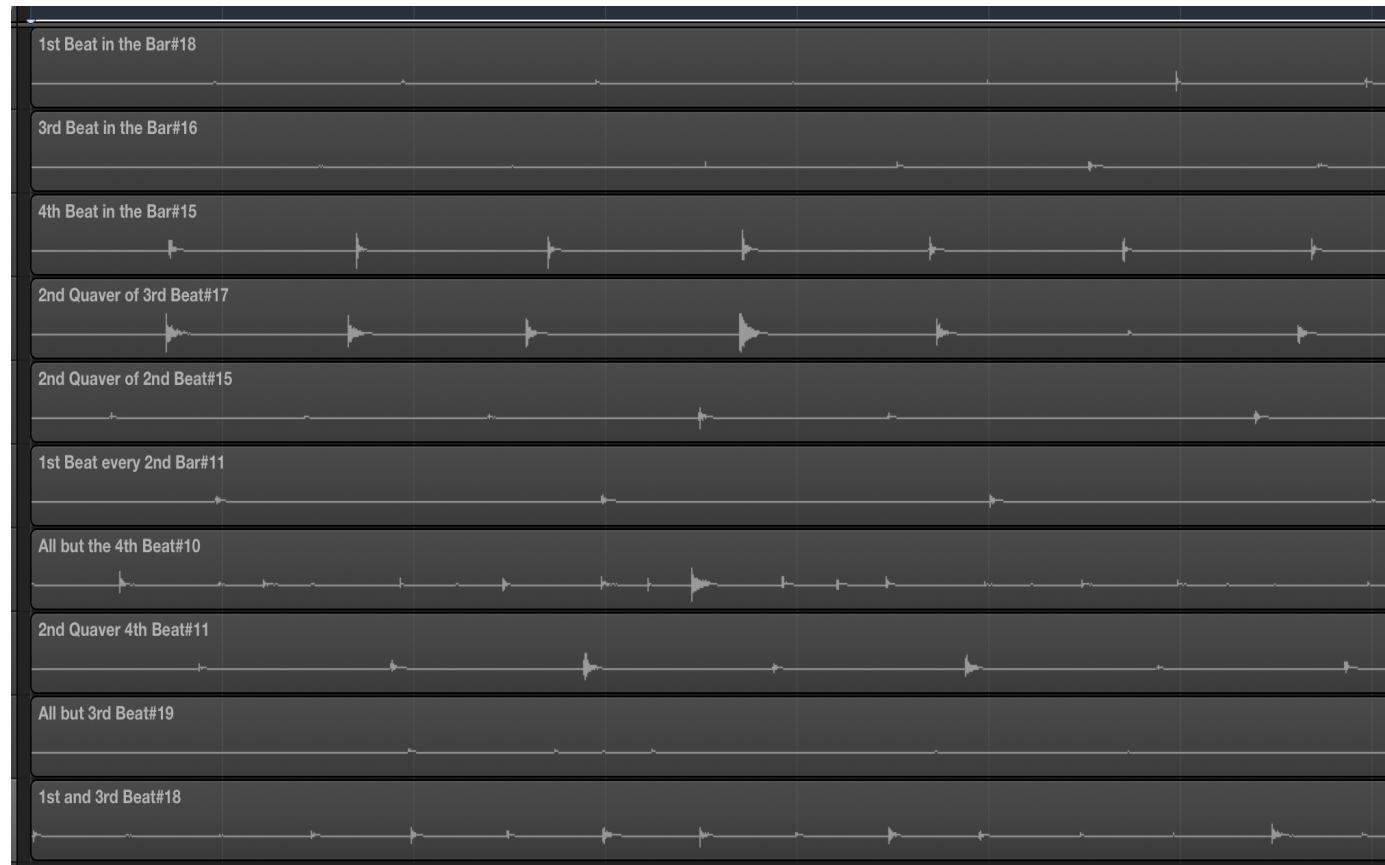 1st Beat in the Bar#18
3rd Beat in the Bar#16
4th Beat in the Bar#15
2nd Quaver of 3rd Beat#17
2nd Quaver of 2nd Beat#15
1st Beat every 2nd Bar#11
All but the 4th Beat#10
2nd Quaver 4th Beat#11
All but 3rd Beat#19
1st and 3rd Beat#18